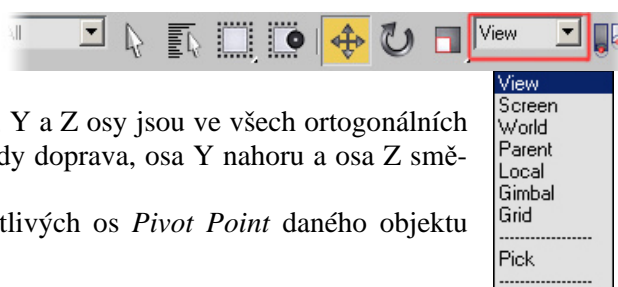 All
View
View
Screen
World
Parent
Local
Gimbal
Grid
Pick
Y a Z osy jsou ve všech ortogonálních
dy doprava, osa Y nahoru a osa Z smě-
tlivých os Pivot Point daného objektu